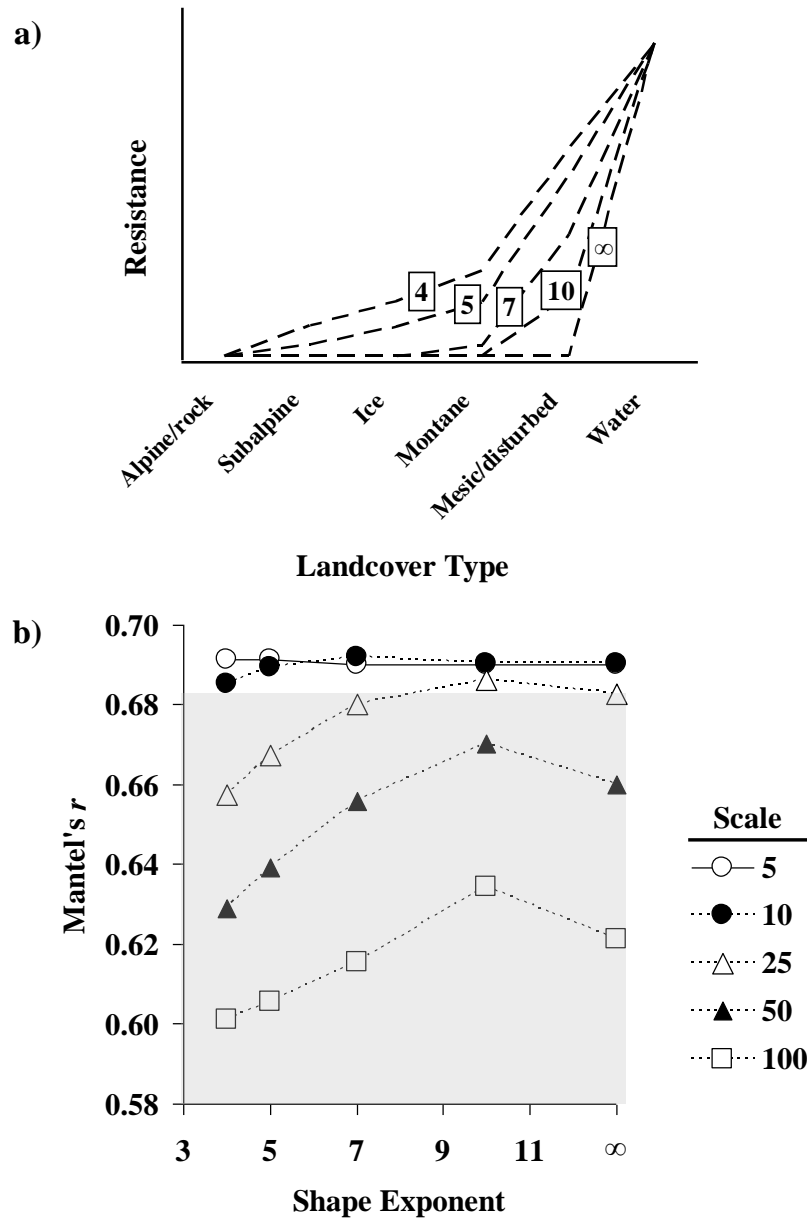 a)
Resistance
4
5
7
10
∞
Alpine/rock
Subalpine
Ice
Montane
Mesic/disturbed
Water
Landcover Type
b)
Mantel's r
0.70
0.68
0.66
0.64
0.62
0.60
0.58
3
5
7
9
11
∞
Shape Exponent
Scale
5
10
25
50
100